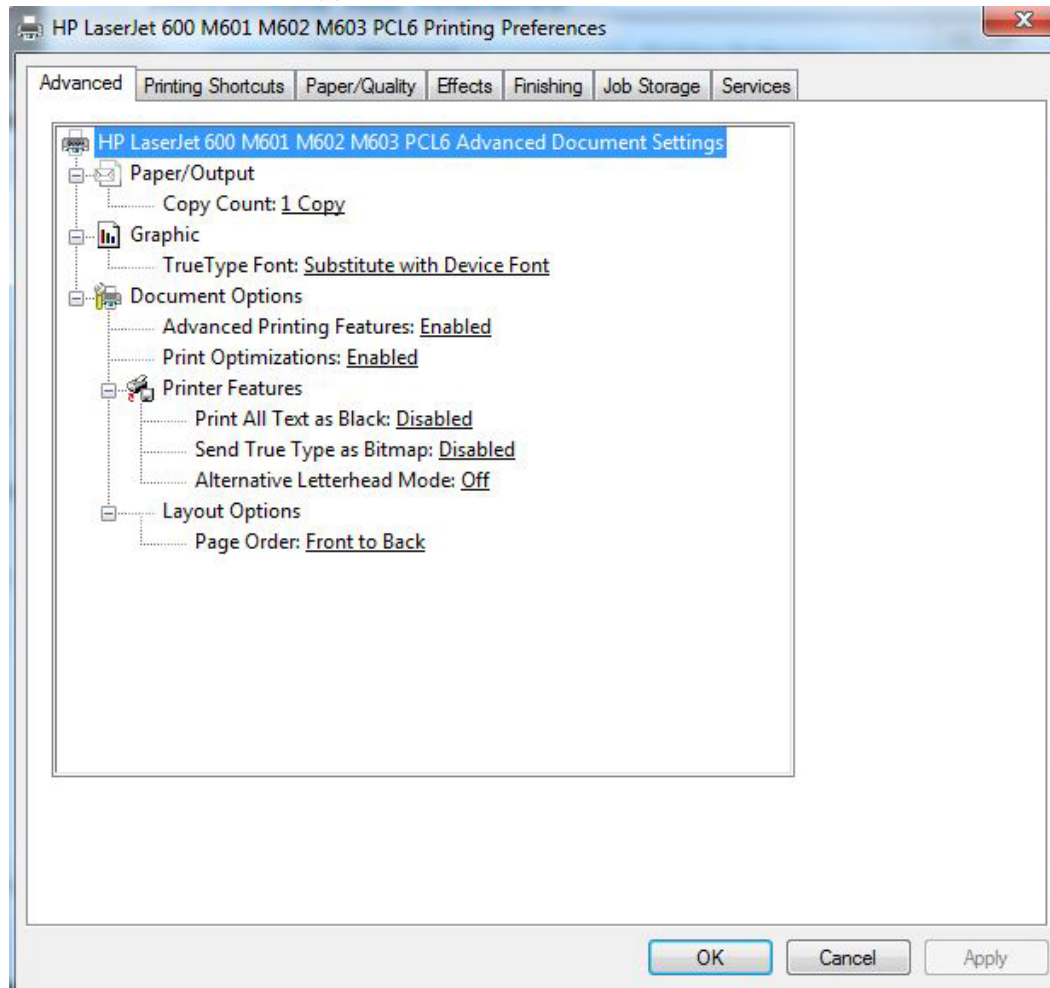 HP LaserJet 600 M601 M602 M603 PCL6 Printing Preferences
Advanced Printing Shortcuts Paper/Quality Effects Finishing Job Storage Services
HP LaserJet 600 M601 M602 M603 PCL6 Advanced Document Settings
Paper/Output
Copy Count: 1 Copy
Graphic
TrueType Font: Substitute with Device Font
Document Options
Advanced Printing Features: Enabled
Print Optimizations: Enabled
Printer Features
Print All Text as Black: Disabled
Send True Type as Bitmap: Disabled
Alternative Letterhead Mode: Off
Layout Options
Page Order: Front to Back
OK Cancel Apply